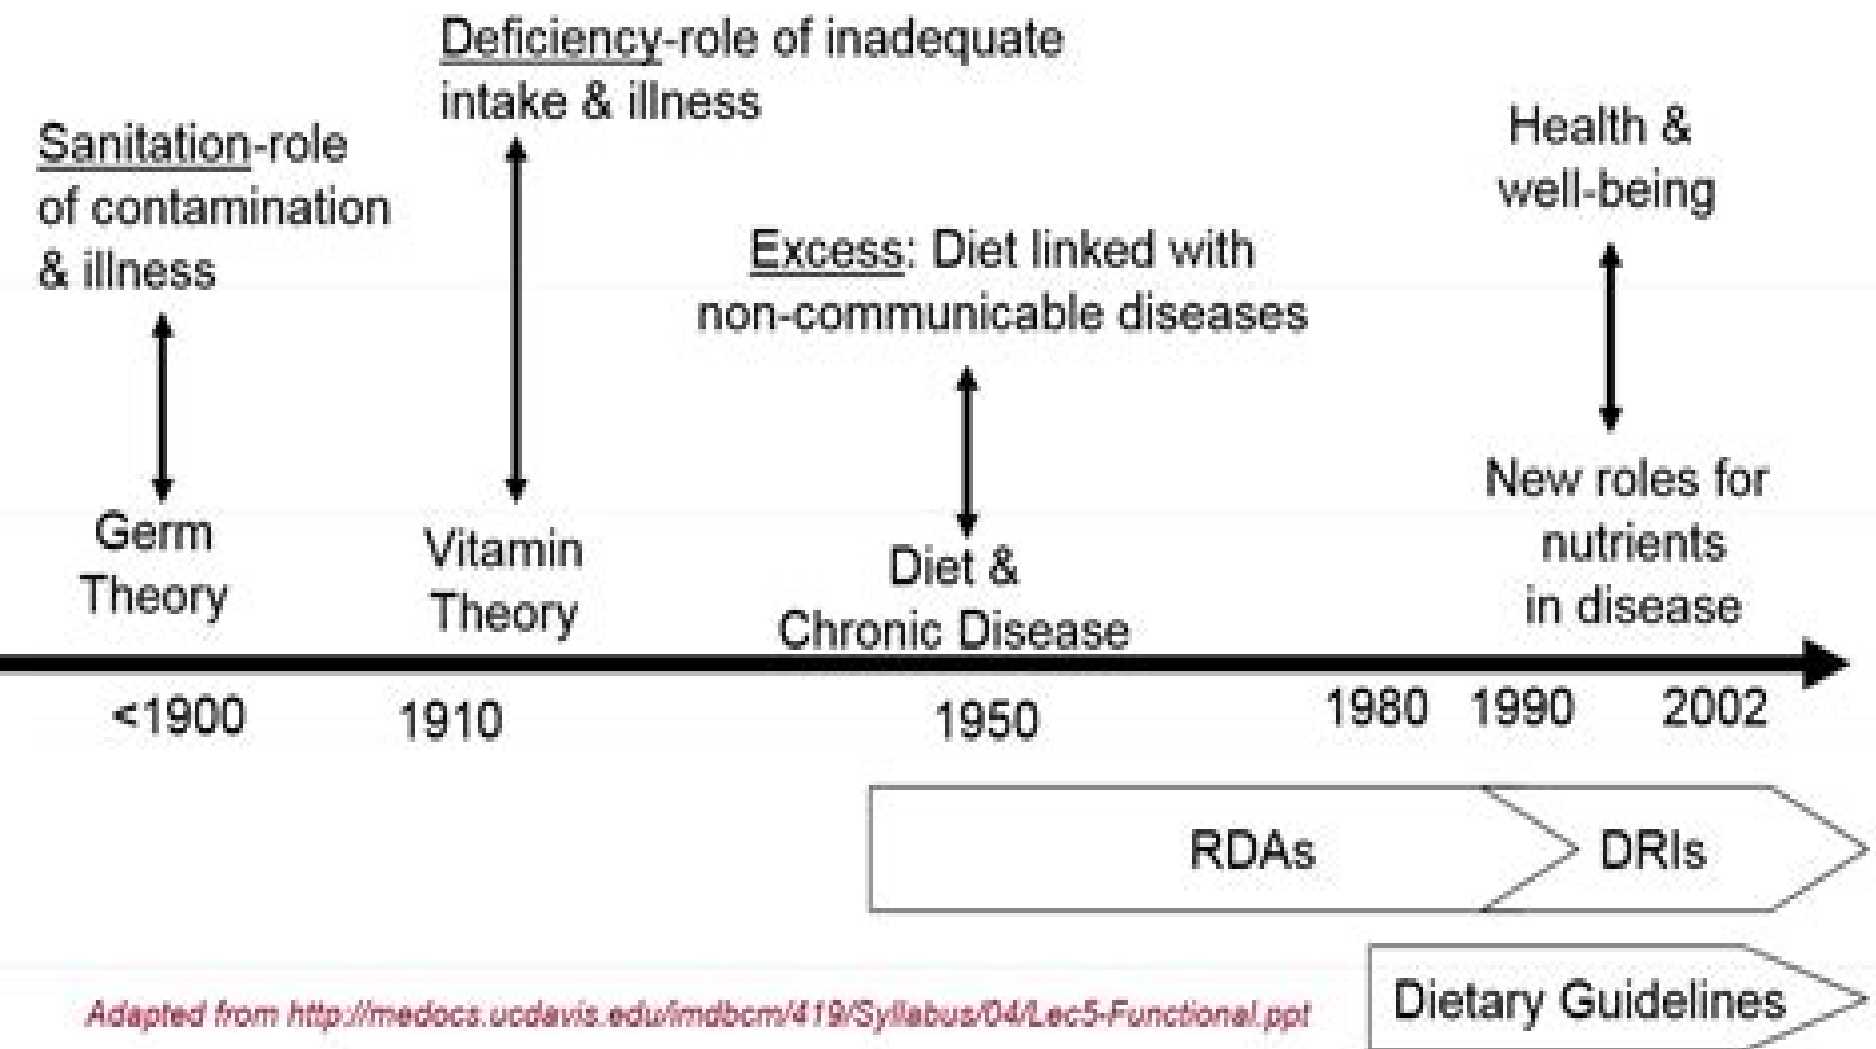 Deficiency-role of inadequate
intake & illness
Sanitation-role
of contamination
& illness
Health &
well-being
Excess: Diet linked with
non-communicable diseases
Germ
Theory
Vitamin
Theory
Diet &
Chronic Disease
New roles for
nutrients
in disease
<1900
1910
1950
1980
1990
2002
RDAs
DRIs
Dietary Guidelines
Adapted from http://medocs.ucdavis.edu/imdbcm/419/Syllabus/04/Lec5-Functional.ppt